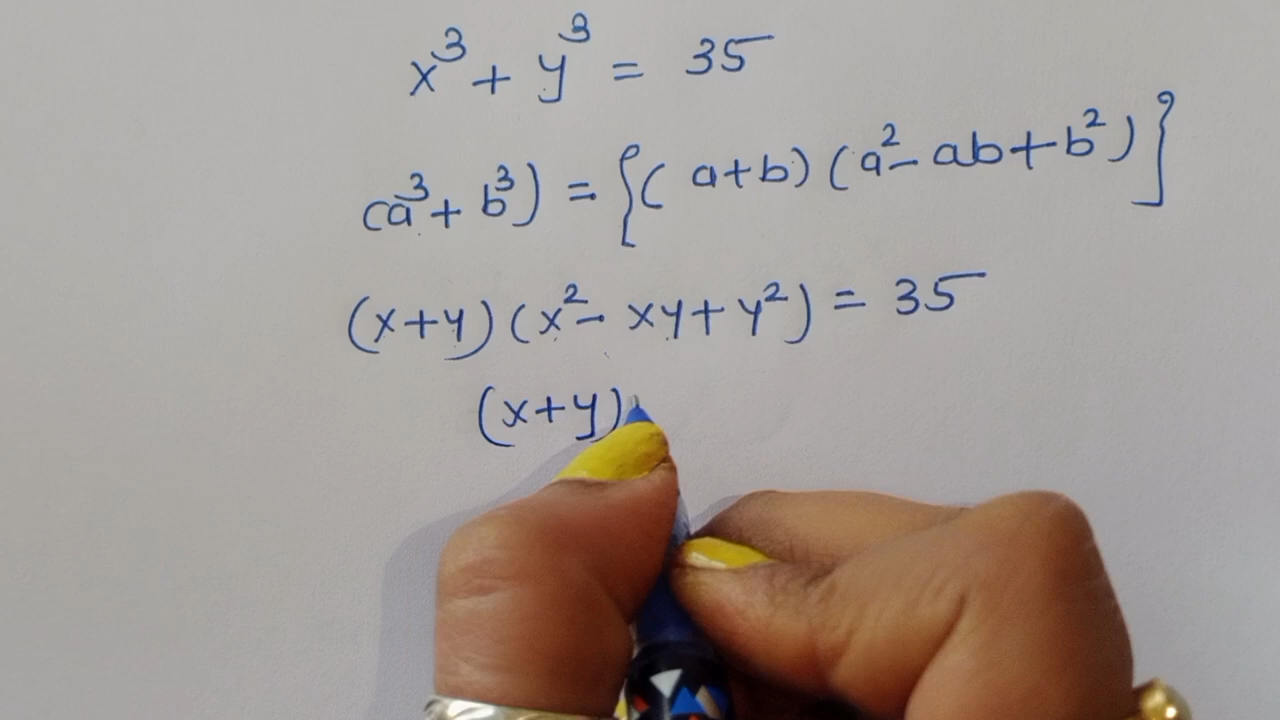 x³ + y³ = 35
(a³ + b³) = {( a+b) (a² - ab + b²)}
(x+y) (x² - xy + y²) = 35
(x+y)